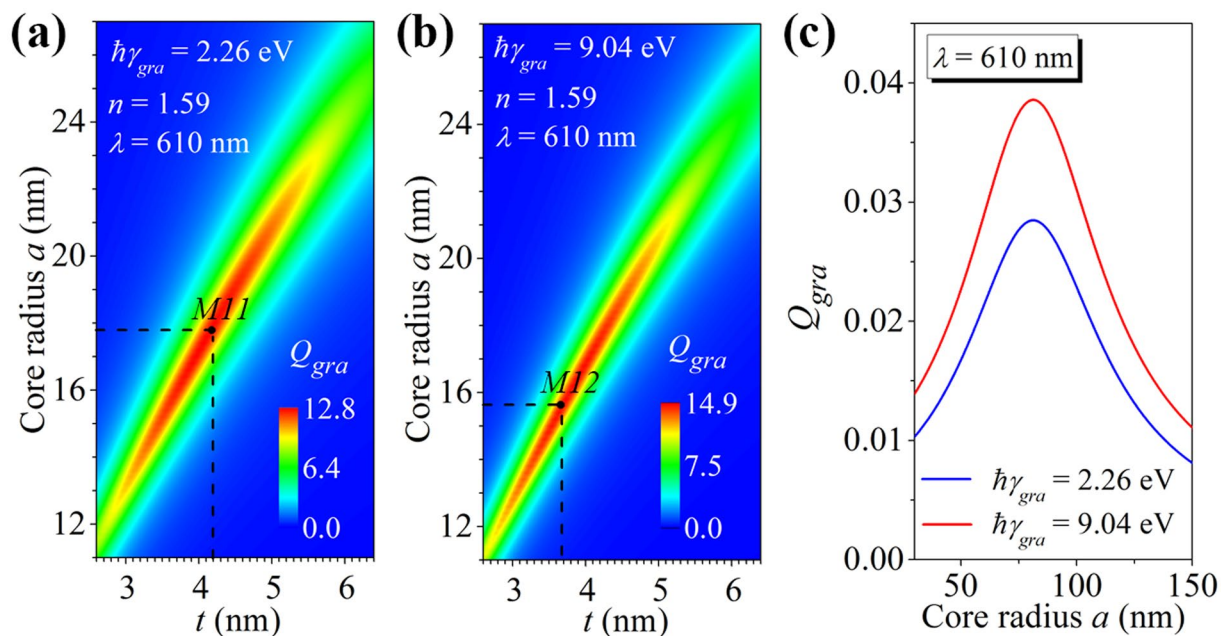 (a)
ħγgra = 2.26 eV
n = 1.59
λ = 610 nm
M11
Qgra
12.8
6.4
0.0
24
20
16
12
Core radius a (nm)
3 4 5 6
t (nm)
(b)
ħγgra = 9.04 eV
n = 1.59
λ = 610 nm
M12
Qgra
14.9
7.5
0.0
24
20
16
12
Core radius a (nm)
3 4 5 6
t (nm)
(c)
λ = 610 nm
0.04
0.03
0.02
0.01
0.00
Qgra
ħγgra = 2.26 eV
ħγgra = 9.04 eV
50 100 150
Core radius a (nm)